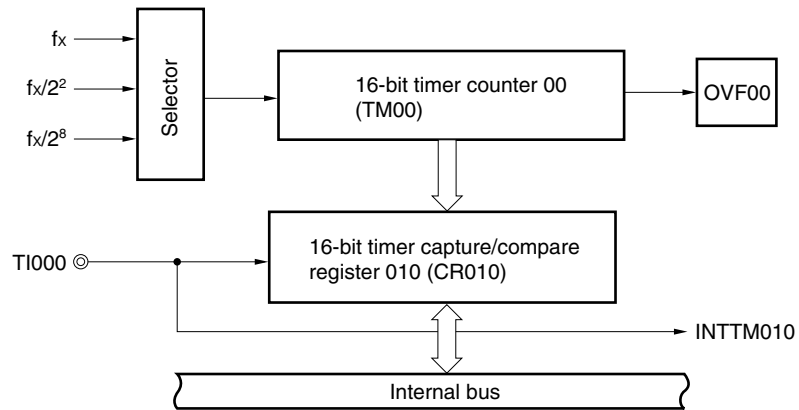 fx
fx/2²
fx/2⁸
Selector
16-bit timer counter 00
(TM00)
OVF00
16-bit timer capture/compare
register 010 (CR010)
TI000
INTTM010
Internal bus